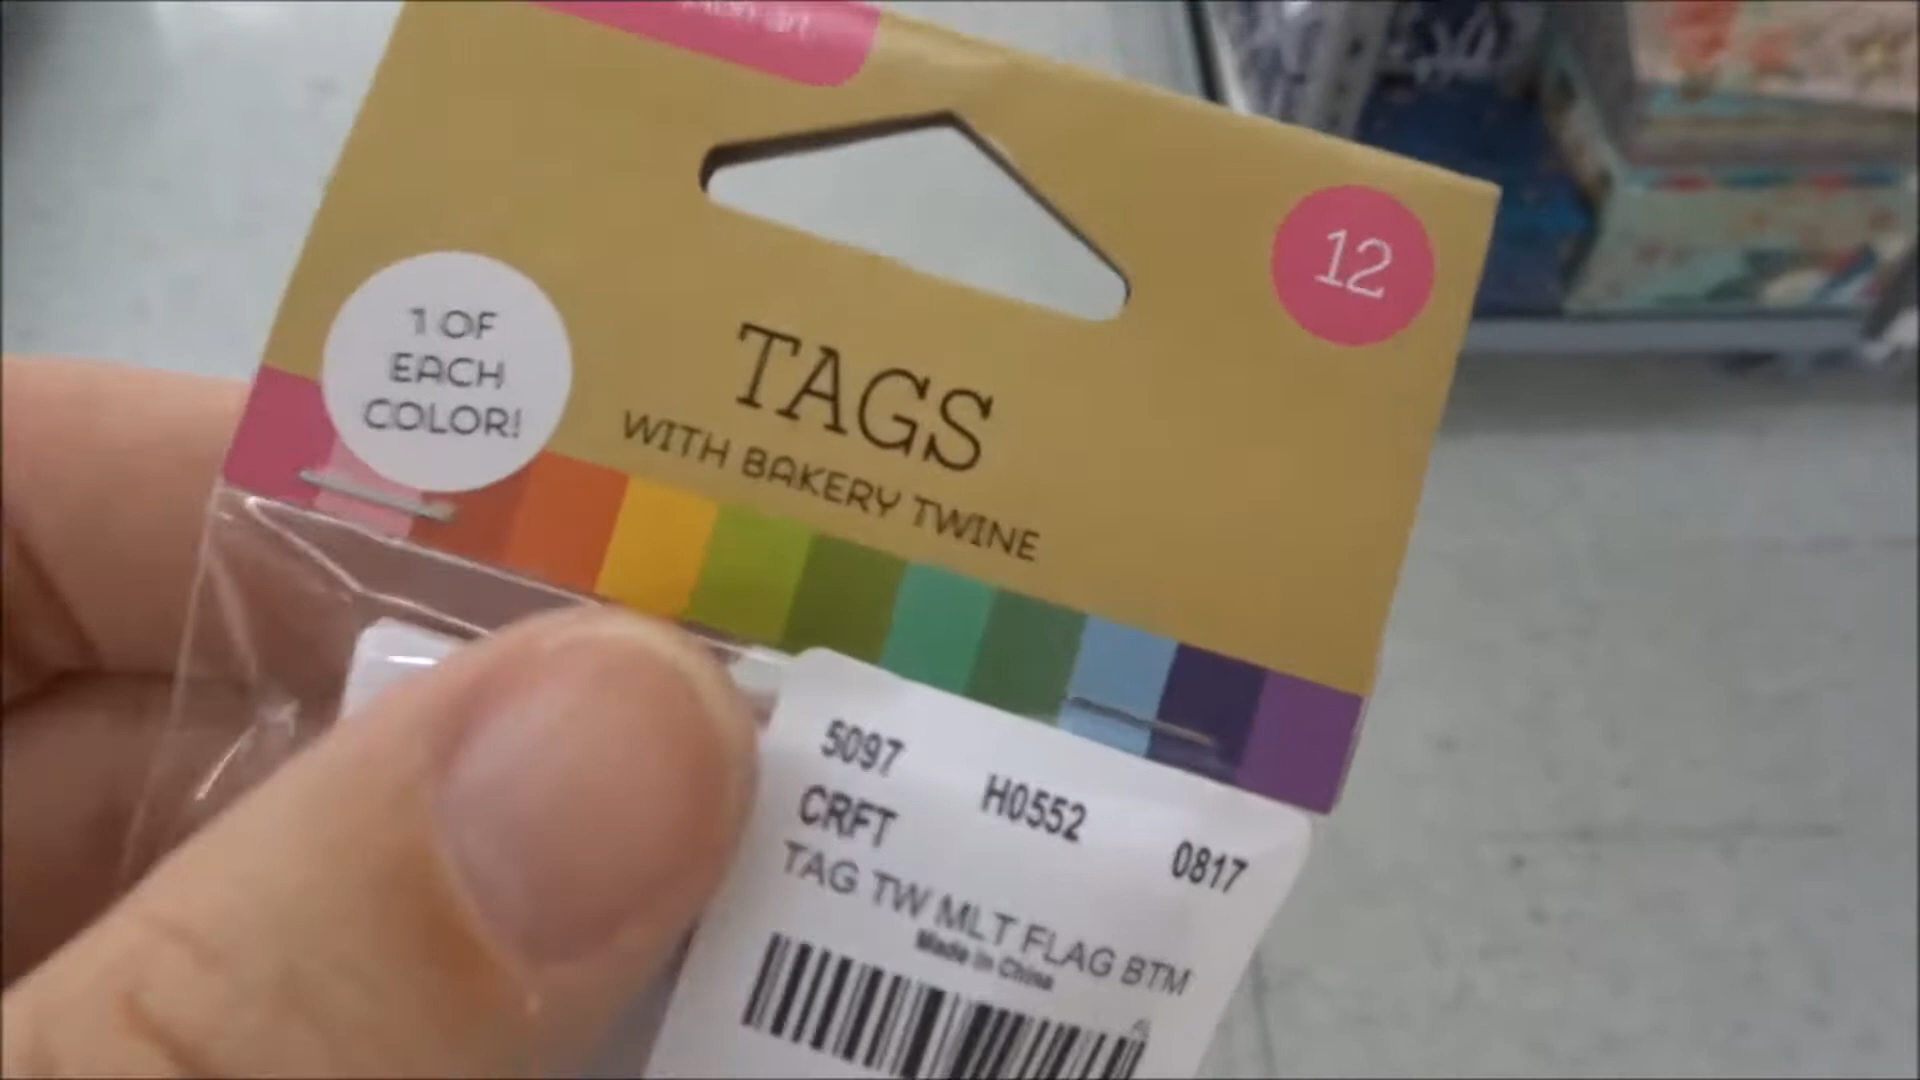 art
12
1 OF
EACH
COLOR!
TAGS
WITH BAKERY TWINE
5097 H0552 0817
CRFT
TAG TW MLT FLAG BTM
Made In China